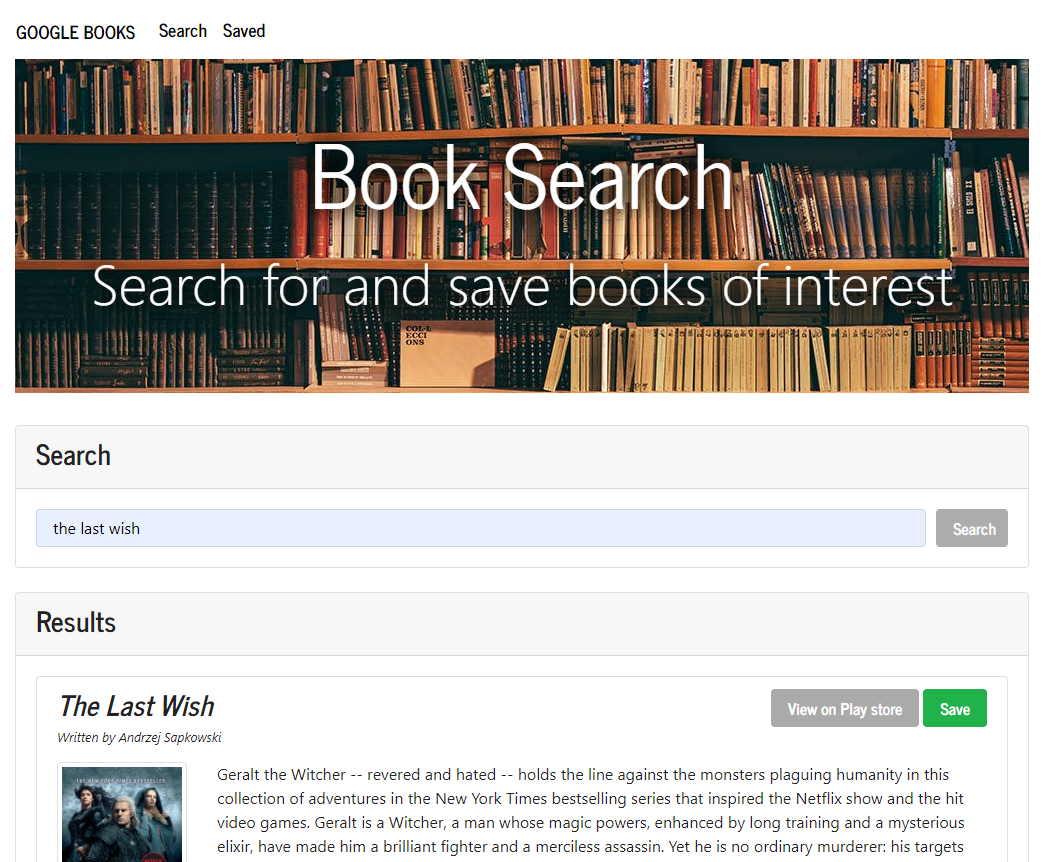 GOOGLE BOOKS Search Saved
Book Search
Search for and save books of interest
COL-L
ECCI
ONS
Search
the last wish Search
Results
The Last Wish View on Play store Save
Written by Andrzej Sapkowski
THE NEW YORK TIMES BESTSELLER
Geralt the Witcher -- revered and hated -- holds the line against the monsters plaguing humanity in this
collection of adventures in the New York Times bestselling series that inspired the Netflix show and the hit
video games. Geralt is a Witcher, a man whose magic powers, enhanced by long training and a mysterious
elixir, have made him a brilliant fighter and a merciless assassin. Yet he is no ordinary murderer: his targets